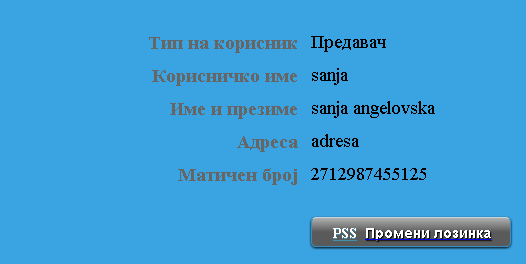 Тип на корисник Предавач
Корисничко име sanja
Име и презиме sanja angelovska
Адреса adresa
Матичен број 2712987455125
PSS Промени лозинка